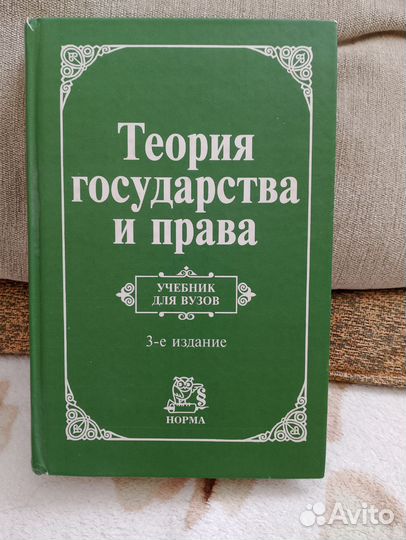 Теория
государства
и права
УЧЕБНИК
ДЛЯ ВУЗОВ
3-е издание
НОРМА
Avito